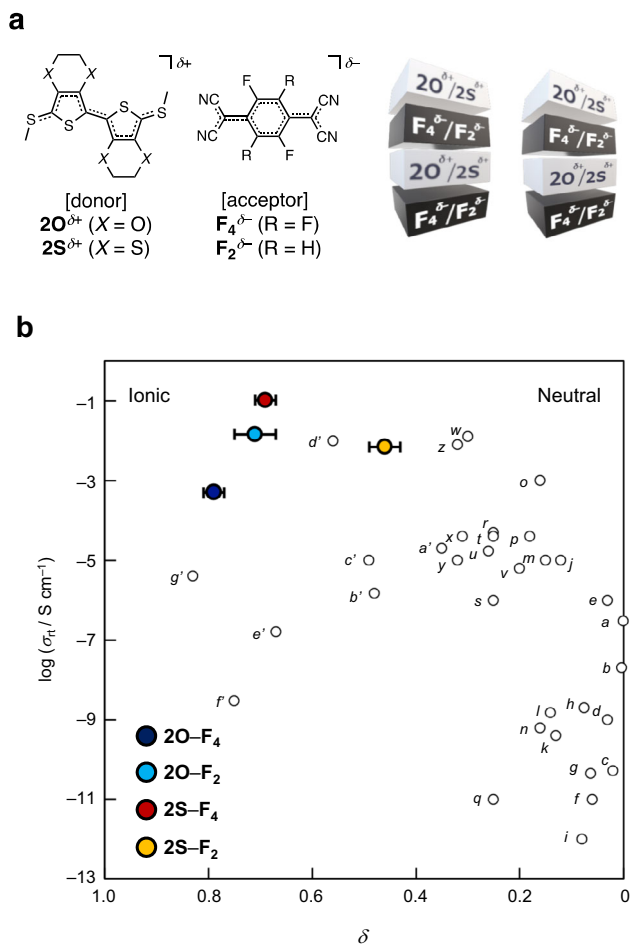 a
X X S S S X X
S
δ+
[donor]
2Oδ+ (X = O)
2Sδ+ (X = S)
F R NC CN NC CN R F
δ−
[acceptor]
F4δ− (R = F)
F2δ− (R = H)
2Oδ+/2Sδ+
F4δ−/F2δ−
2Oδ+/2Sδ+
F4δ−/F2δ−
2Oδ+/2Sδ+
F4δ−/F2δ−
2Oδ+/2Sδ+
F4δ−/F2δ−
b
Ionic
Neutral
log (σrt / S cm−1)
−1
−3
−5
−7
−9
−11
−13
d’
w
z
o
r
x
t
p
a’
u
c’
y
m
j
v
g’
b’
s
e
a
e’
b
f’
h
l
d
n
k
c
g
q
f
i
2O–F4
2O–F2
2S–F4
2S–F2
1.0 0.8 0.6 0.4 0.2 0
δ